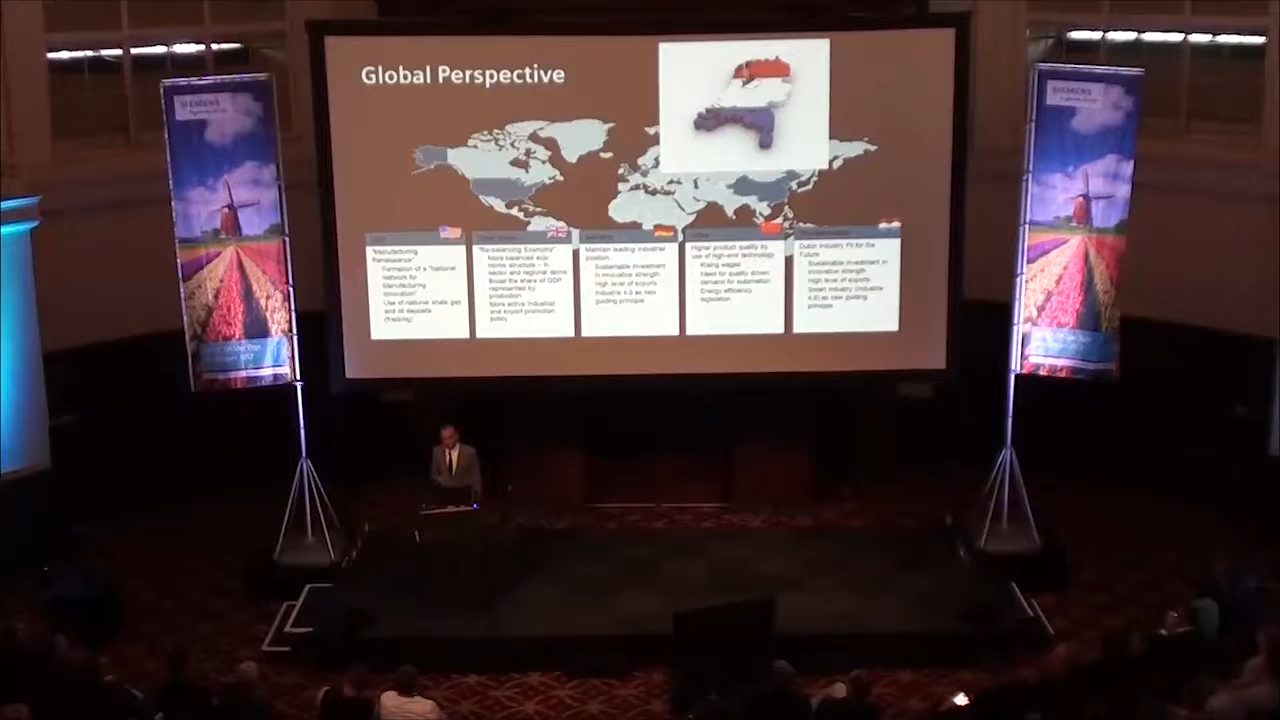 Global Perspective
SIEMENS
SIEMENS
"Manufacturing
Renaissance"
Formation of a "national
network for
Manufacturing
Innovation"
Use of national shale gas
and oil deposits
(fracking)
"Re-balancing Economy"
More balanced eco-
nomic structure – in
sector and regional terms
Broad the share of GDP
represented by
production
More active industrial
and export promotion
policy
Maintain leading industrial
position
Sustainable investment
in innovative strength
High level of exports
Industrie 4.0 as new
guiding principle
Higher product quality by
use of high-end technology
Rising wages
Need for quality driven
demand for automation
Energy efficiency
legislation
Dutch Industry Fit for the
Future
Sustainable investment in
innovative strength
High level of exports
Smart Industry (Industrie
4.0) as new guiding
principle